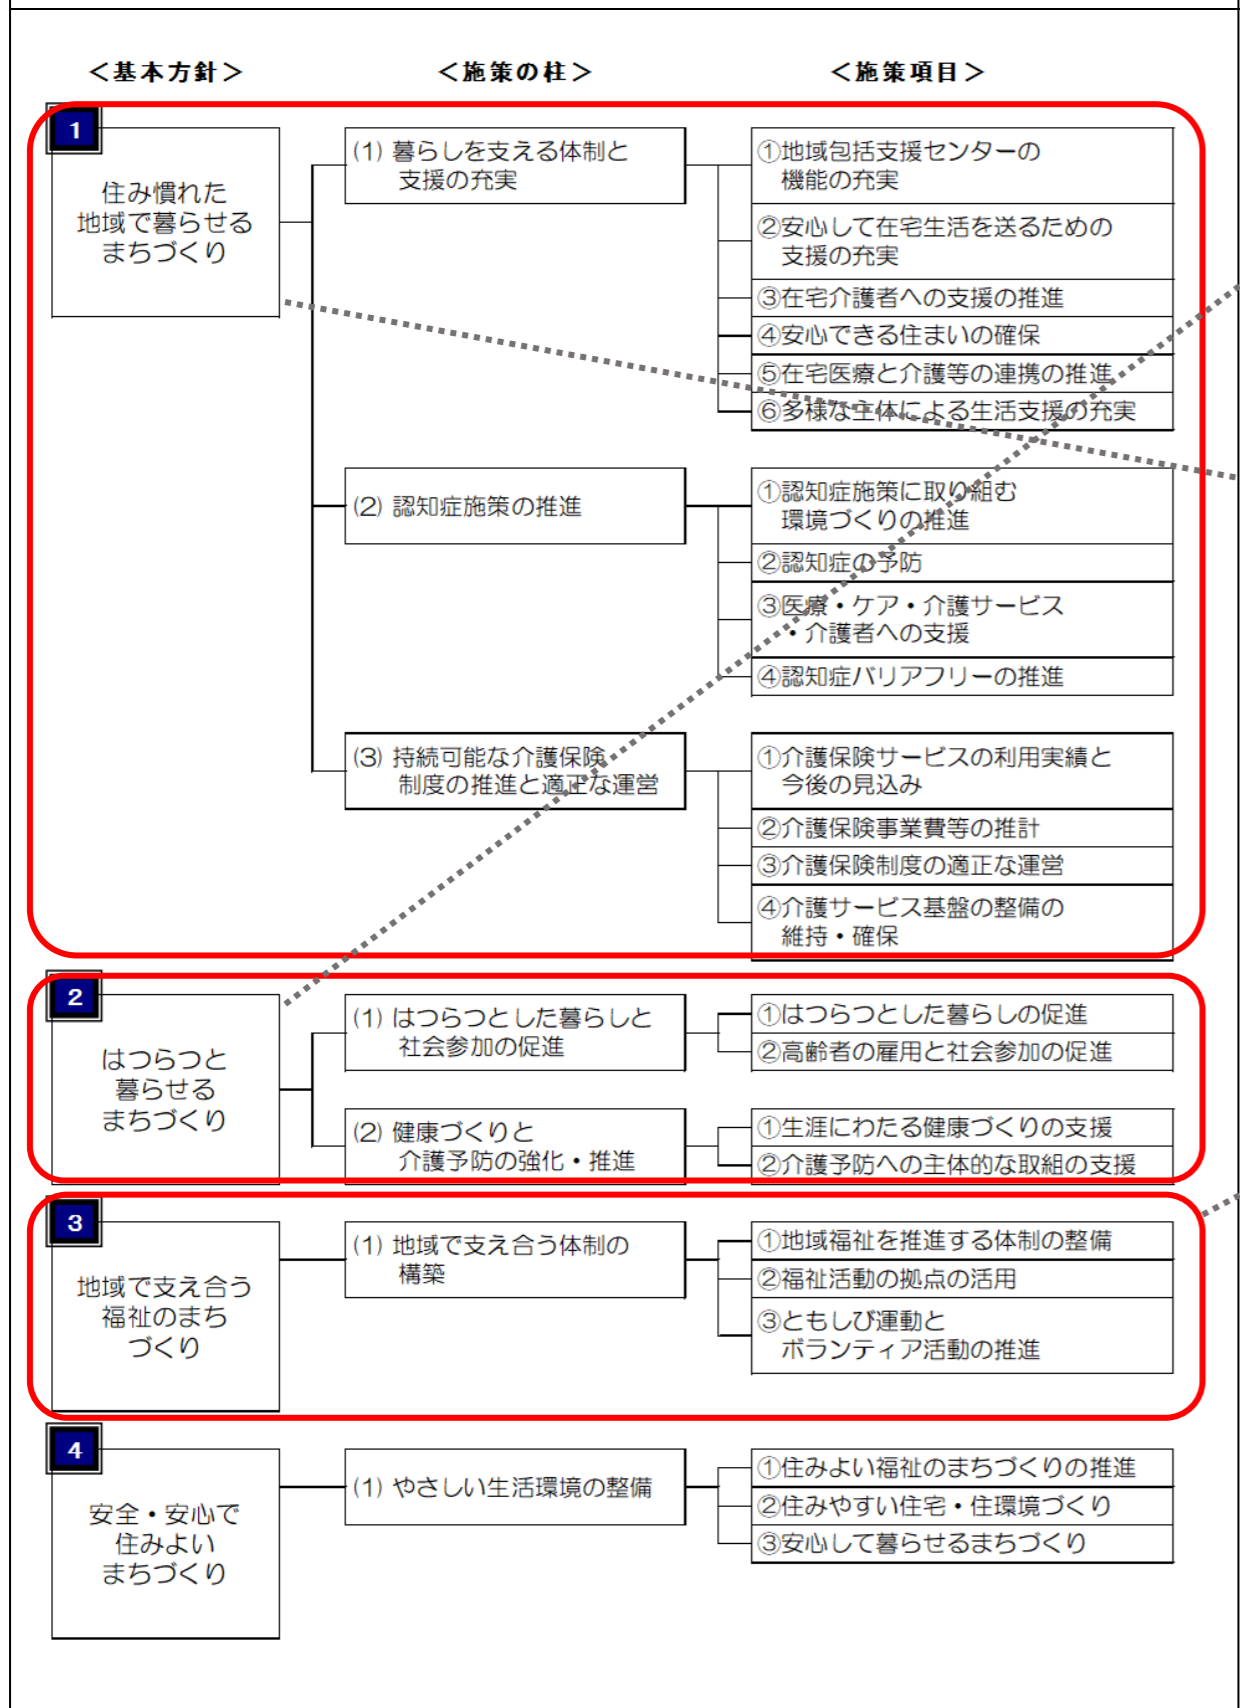 ＜基本方針＞
＜施策の柱＞
＜施策項目＞
1
住み慣れた
地域で暮らせる
まちづくり
(1) 暮らしを支える体制と
支援の充実
①地域包括支援センターの
機能の充実
②安心して在宅生活を送るための
支援の充実
③在宅介護者への支援の推進
④安心できる住まいの確保
⑤在宅医療と介護等の連携の推進
⑥多様な主体による生活支援の充実
(2) 認知症施策の推進
①認知症施策に取り組む
環境づくりの推進
②認知症の予防
③医療・ケア・介護サービス
・介護者への支援
④認知症バリアフリーの推進
(3) 持続可能な介護保険
制度の推進と適正な運営
①介護保険サービスの利用実績と
今後の見込み
②介護保険事業費等の推計
③介護保険制度の適正な運営
④介護サービス基盤の整備の
維持・確保
2
はつらつと
暮らせる
まちづくり
(1) はつらつとした暮らしと
社会参加の促進
①はつらつとした暮らしの促進
②高齢者の雇用と社会参加の促進
(2) 健康づくりと
介護予防の強化・推進
①生涯にわたる健康づくりの支援
②介護予防への主体的な取組の支援
3
地域で支え合う
福祉のまち
づくり
(1) 地域で支え合う体制の
構築
①地域福祉を推進する体制の整備
②福祉活動の拠点の活用
③ともしび運動と
ボランティア活動の推進
4
安全・安心で
住みよい
まちづくり
(1) やさしい生活環境の整備
①住みよい福祉のまちづくりの推進
②住みやすい住宅・住環境づくり
③安心して暮らせるまちづくり